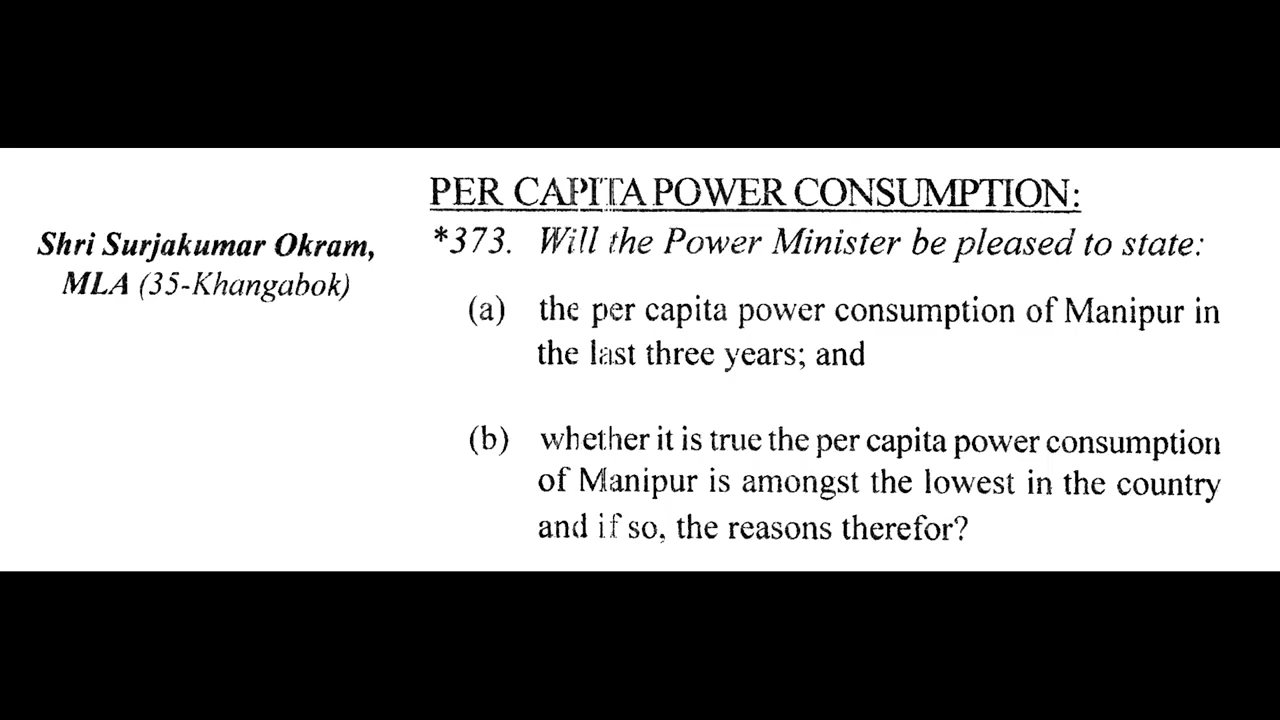 PER CAPITA POWER CONSUMPTION:
Shri Surjakumar Okram,
MLA (35-Khangabok)
*373. Will the Power Minister be pleased to state:
(a) the per capita power consumption of Manipur in
the last three years; and
(b) whether it is true the per capita power consumption
of Manipur is amongst the lowest in the country
and if so, the reasons therefor?